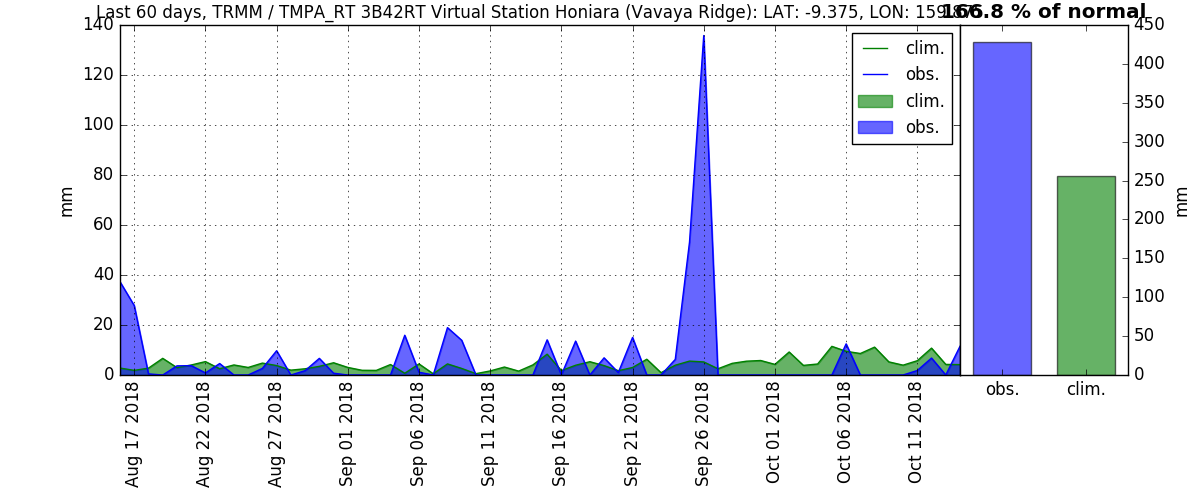 Last 60 days, TRMM / TMPA_RT 3B42RT Virtual Station Honiara (Vavaya Ridge): LAT: -9.375, LON:
166.8 % of normal
140
120
100
80
60
40
20
0
mm
clim.
obs.
clim.
obs.
450
400
350
300
250
200
150
100
50
0
mm
Aug 17 2018
Aug 22 2018
Aug 27 2018
Sep 01 2018
Sep 06 2018
Sep 11 2018
Sep 16 2018
Sep 21 2018
Sep 26 2018
Oct 01 2018
Oct 06 2018
Oct 11 2018
obs.
clim.